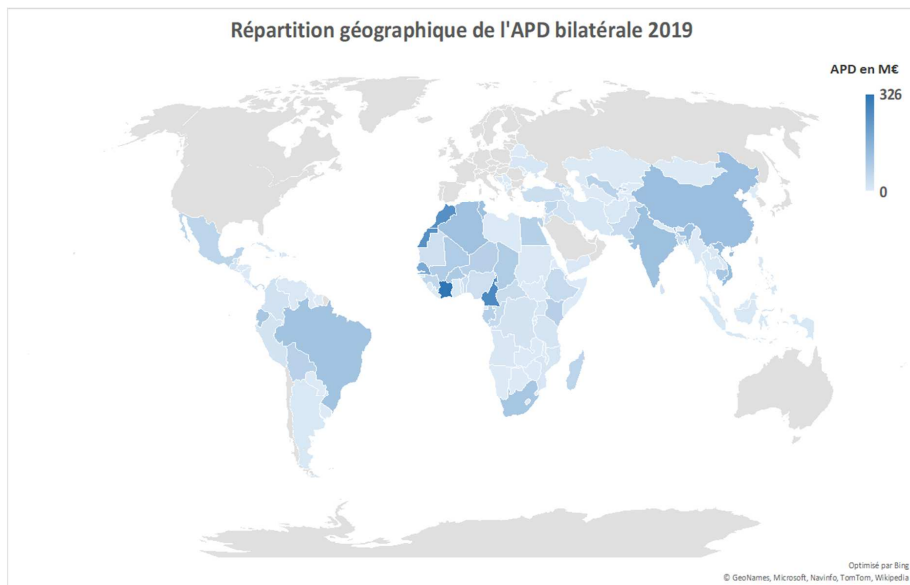 Répartition géographique de l'APD bilatérale 2019
APD en M€
326
0
Optimisé par Bing
© GeoNames, Microsoft, Navinfo, TomTom, Wikipedia